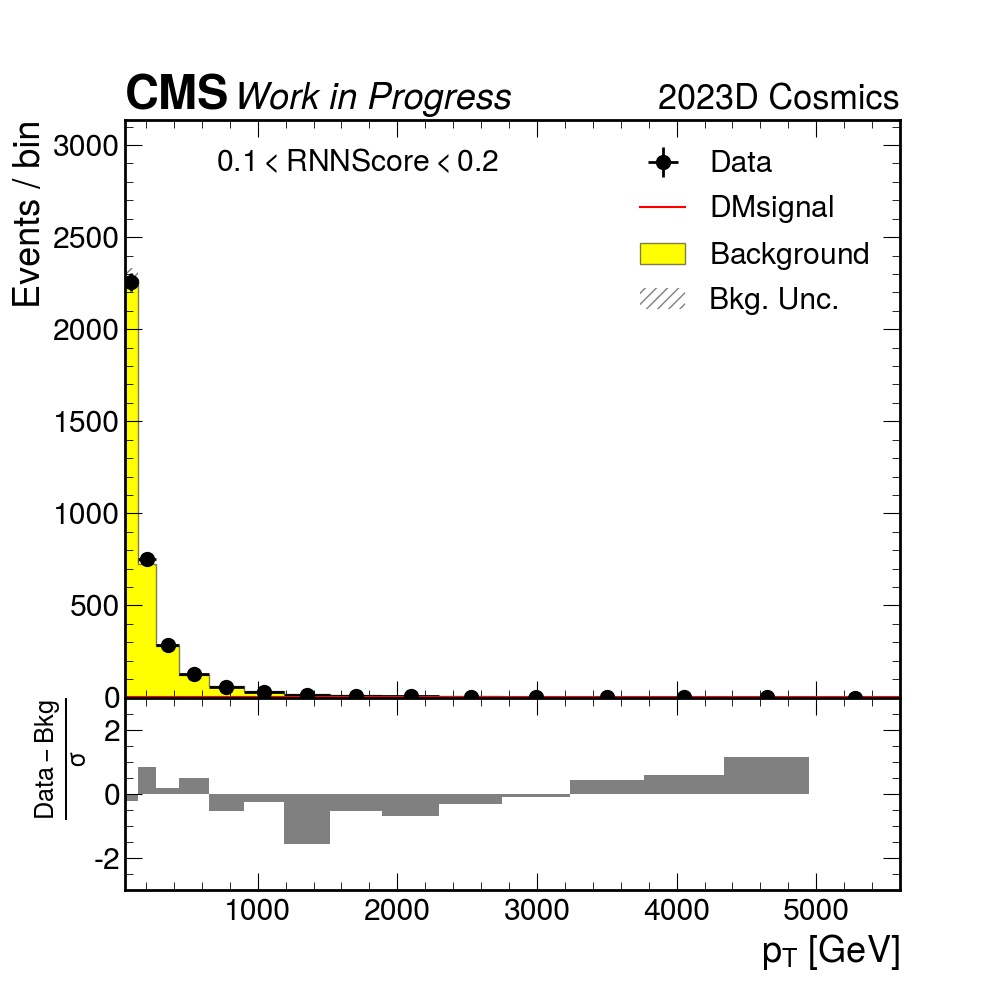 CMS Work in Progress 2023D Cosmics
Events / bin
0.1 < RNNScore < 0.2
Data
DMsignal
Background
Bkg. Unc.
3000
2500
2000
1500
1000
500
0
Data – Bkg
σ
2
0
-2
1000 2000 3000 4000 5000
pT [GeV]